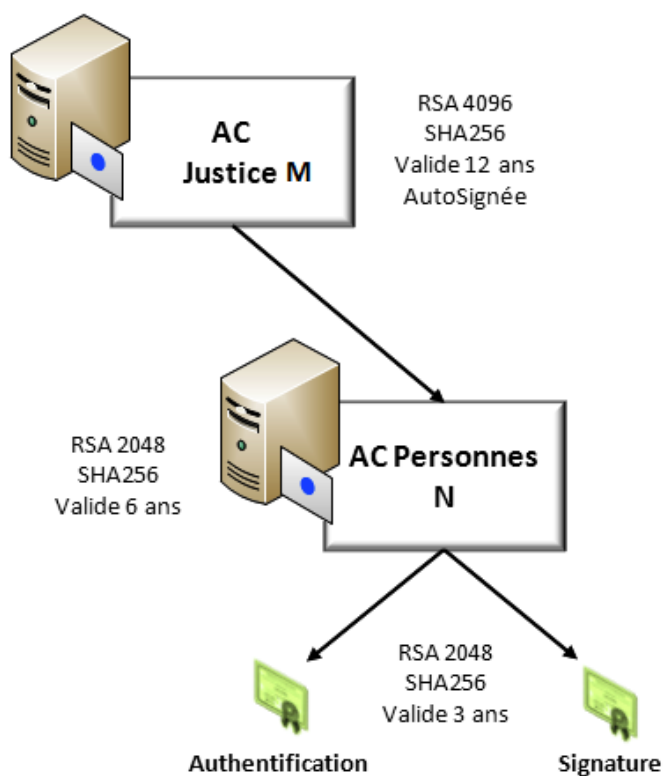 AC
Justice M
RSA 4096
SHA256
Valide 12 ans
AutoSignée
RSA 2048
SHA256
Valide 6 ans
AC Personnes
N
RSA 2048
SHA256
Valide 3 ans
Authentification
Signature